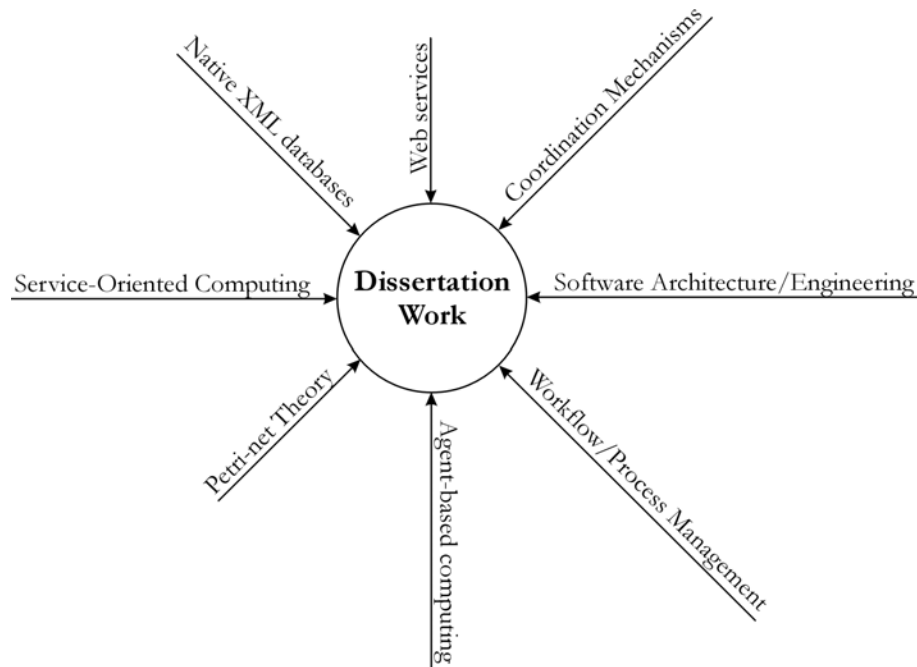 Native XML databases
Web services
Coordination Mechanisms
Service-Oriented Computing
Dissertation
Work
Software Architecture/Engineering
Petri-net Theory
Agent-based computing
Workflow/Process Management